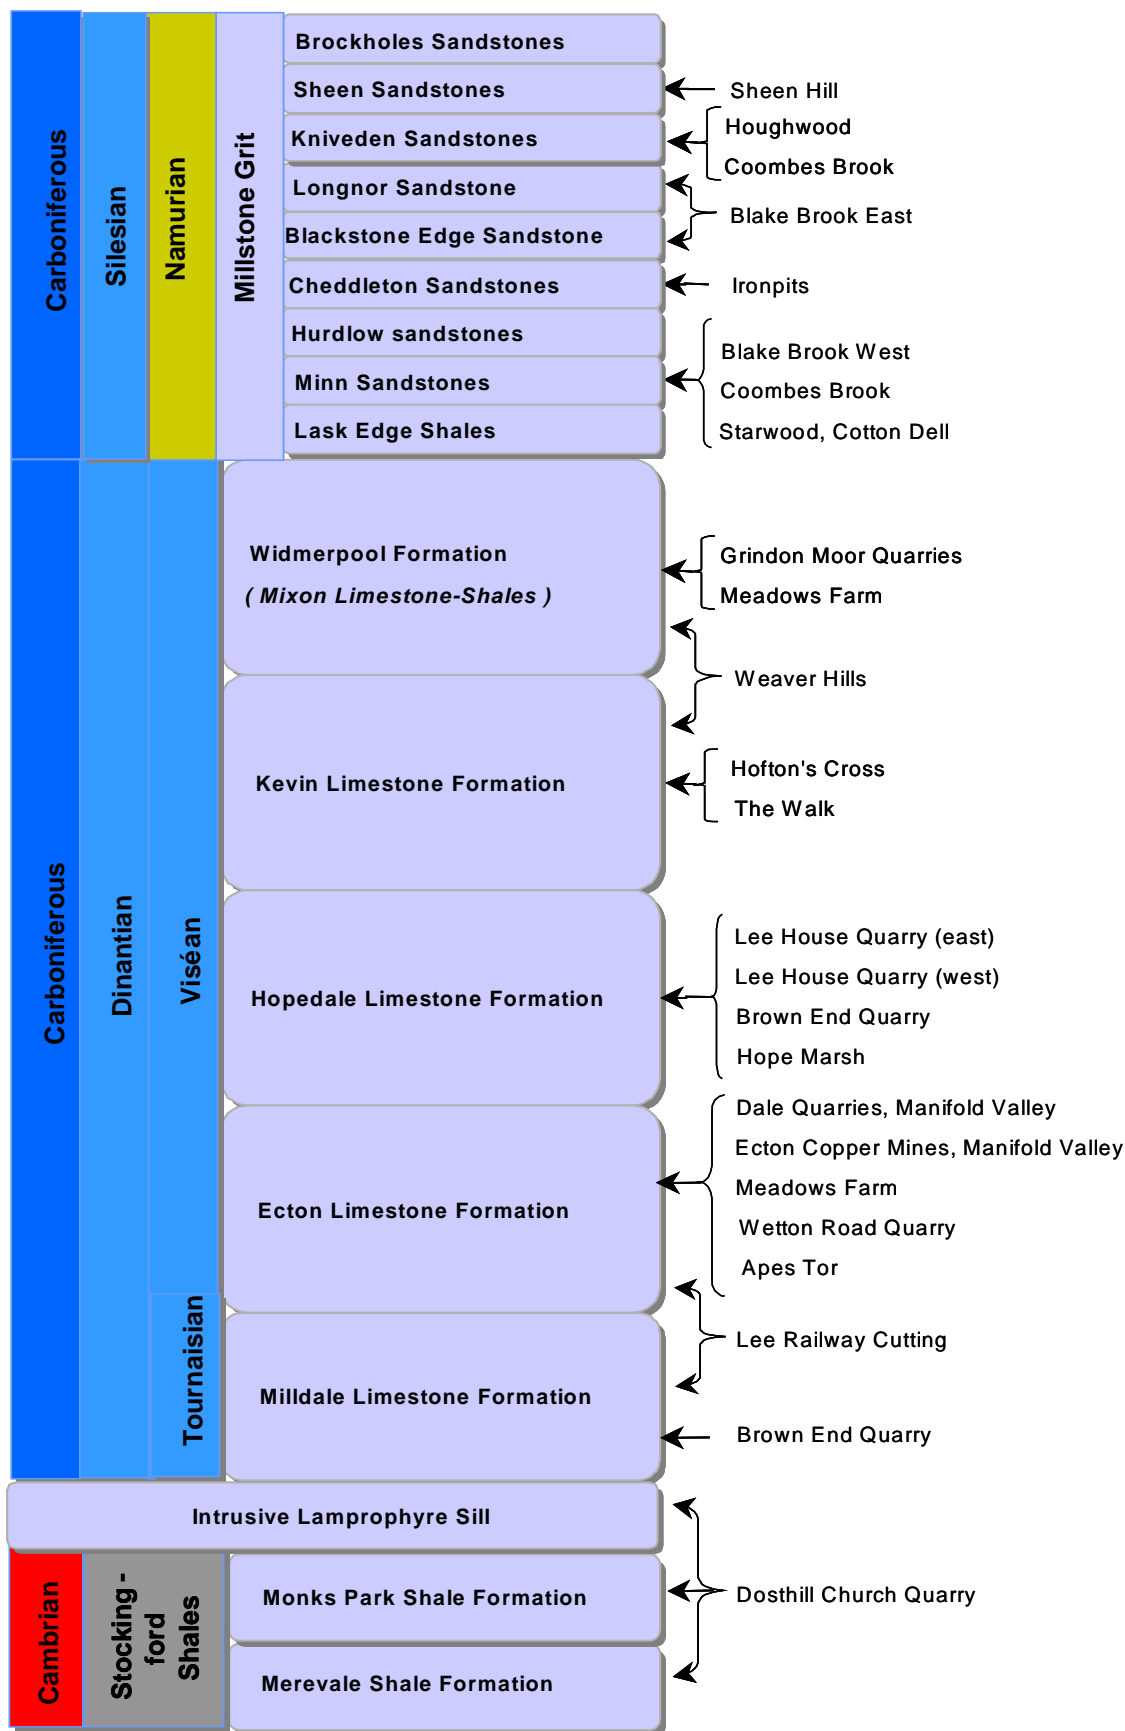 Carboniferous
Silesian
Namurian
Millstone Grit
Brockholes Sandstones
Sheen Sandstones
Sheen Hill
Kniveden Sandstones
Houghwood
Coombes Brook
Longnor Sandstone
Blackstone Edge Sandstone
Blake Brook East
Cheddleton Sandstones
Ironpits
Hurdlow sandstones
Minn Sandstones
Lask Edge Shales
Blake Brook West
Coombes Brook
Starwood, Cotton Dell
Carboniferous
Dinantian
Viséan
Widmerpool Formation
( Mixon Limestone-Shales )
Grindon Moor Quarries
Meadows Farm
Weaver Hills
Kevin Limestone Formation
Hofton's Cross
The Walk
Hopedale Limestone Formation
Lee House Quarry (east)
Lee House Quarry (west)
Brown End Quarry
Hope Marsh
Ecton Limestone Formation
Dale Quarries, Manifold Valley
Ecton Copper Mines, Manifold Valley
Meadows Farm
Wetton Road Quarry
Apes Tor
Tournaisian
Lee Railway Cutting
Milldale Limestone Formation
Brown End Quarry
Intrusive Lamprophyre Sill
Cambrian
Stocking -
ford
Shales
Monks Park Shale Formation
Dosthill Church Quarry
Merevale Shale Formation